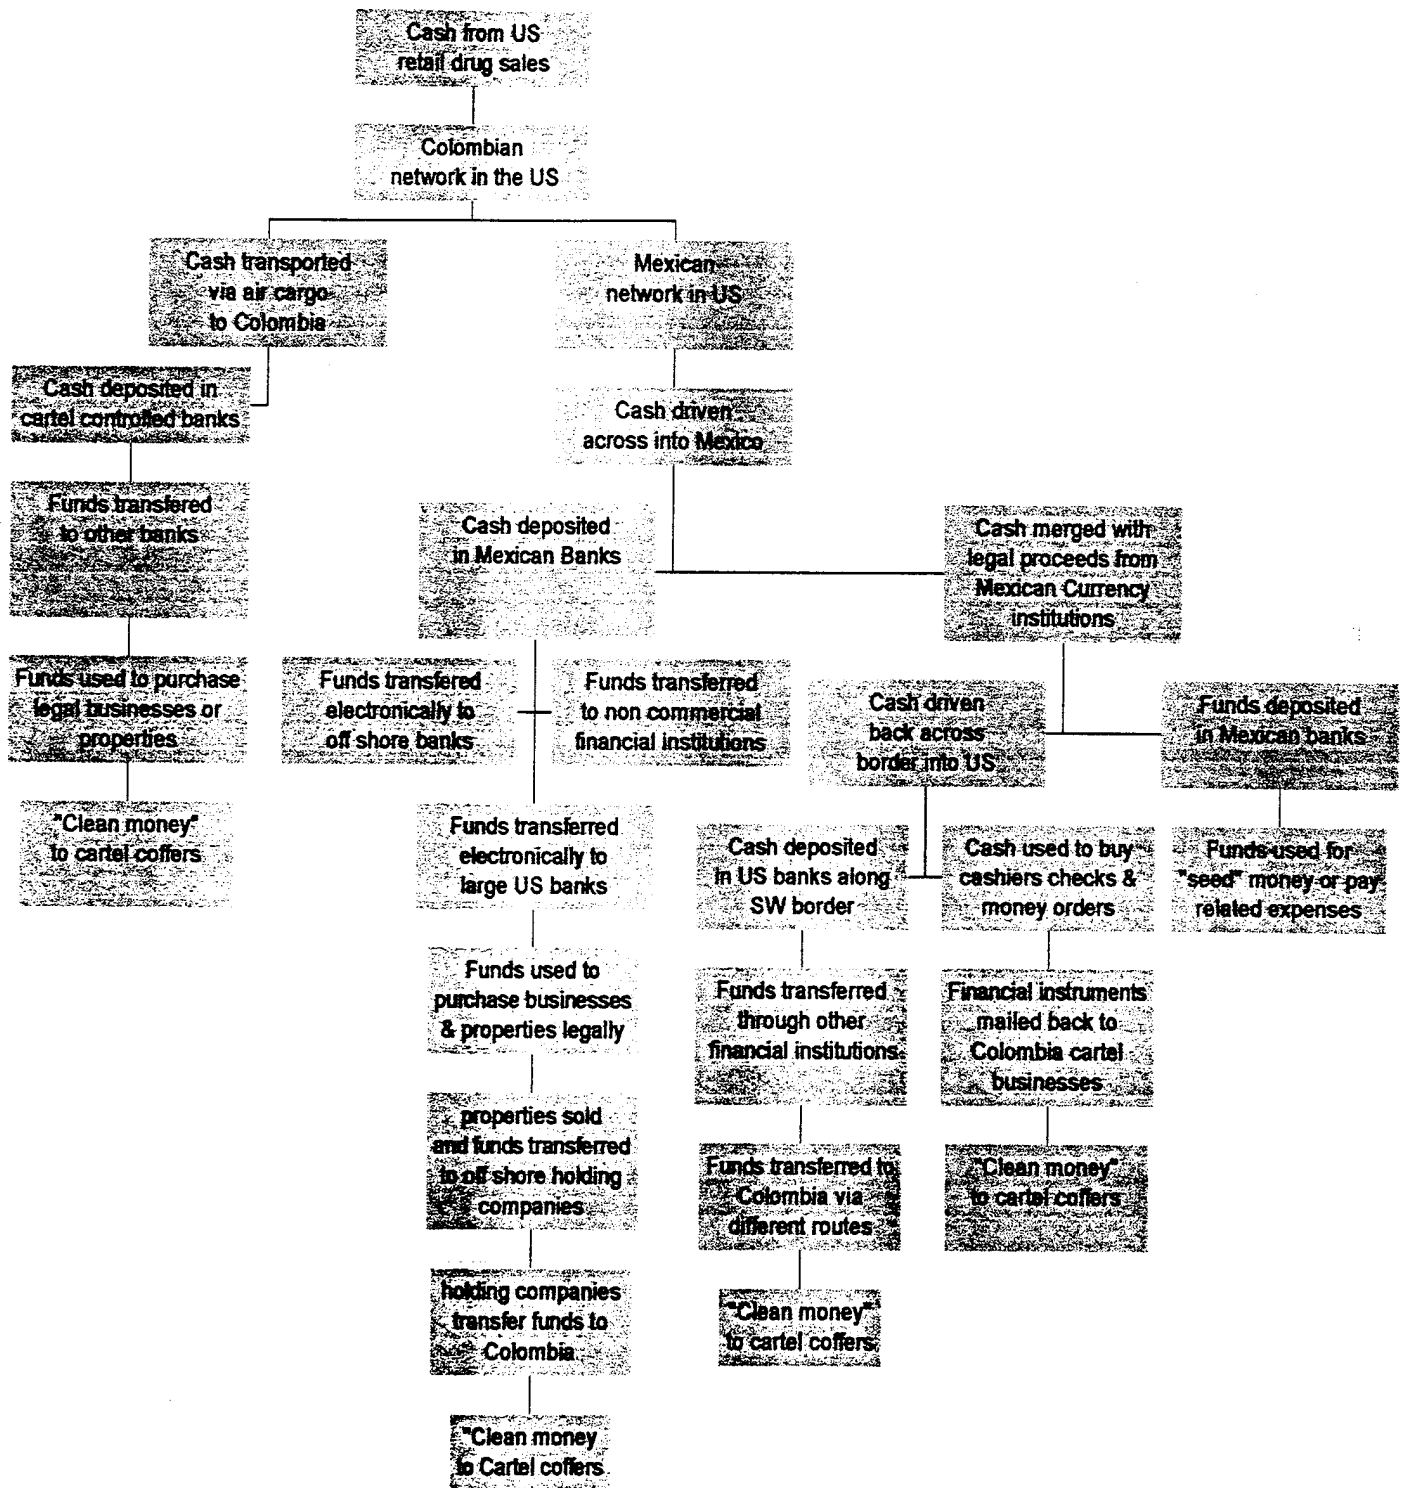 Cash from US
retail drug sales
Colombian
network in the US
Cash transported
via air cargo
to Colombia
Mexican
network in US
Cash deposited in
cartel controlled banks
Cash driven
across into Mexico
Funds transfered
to other banks
Cash deposited
in Mexican Banks
Cash merged with
legal proceeds from
Mexican Currency
institutions
Funds used to purchase
legal businesses or
properties
Funds transfered
electronically to
off shore banks
Funds transferred
to non commercial
financial institutions
Cash driven
back across
border into US
Funds deposited
in Mexican banks
"Clean money"
to cartel coffers
Funds transferred
electronically to
large US banks
Cash deposited
in US banks along
SW border
Cash used to buy
cashiers checks &
money orders
Funds used for
"seed" money or pay
related expenses
Funds used to
purchase businesses
& properties legally
Funds transferred
through other
financial institutions
Financial instruments
mailed back to
Colombia cartel
businesses
properties sold
and funds transferred
to off shore holding
companies
Funds transferred to
Colombia via
different routes
"Clean money"
to cartel coffers
holding companies
transfer funds to
Colombia
"Clean money"
to cartel coffers
"Clean money
to Cartel coffers